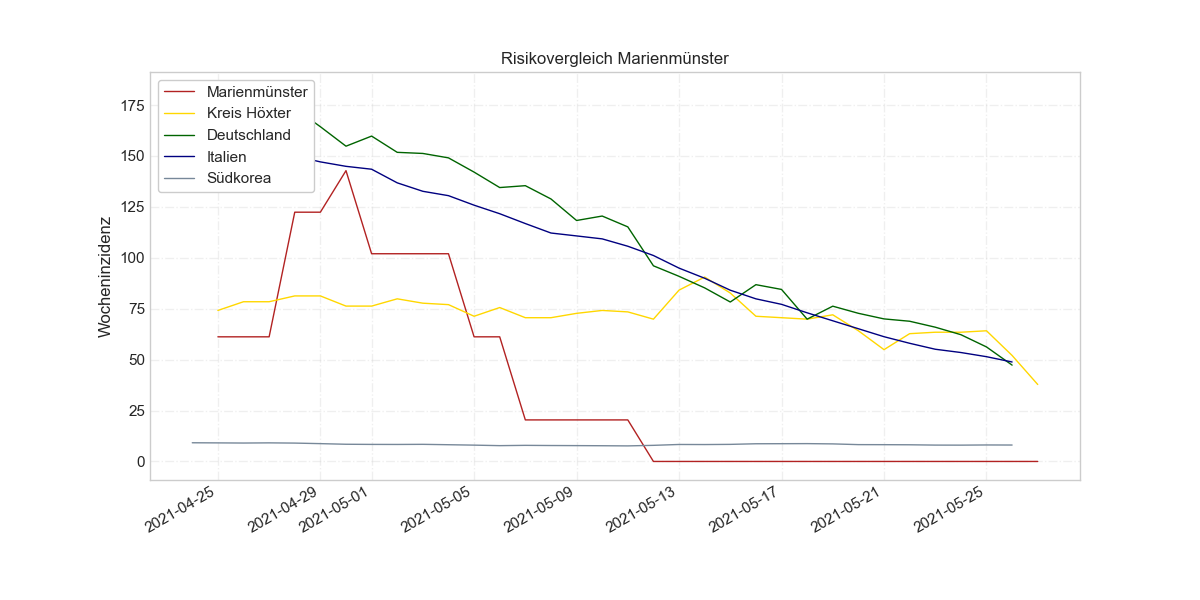 Risikovergleich Marienmünster
Marienmünster
Kreis Höxter
Deutschland
Italien
Südkorea
Wocheninzidenz
175
150
125
100
75
50
25
0
2021-04-25
2021-04-29
2021-05-01
2021-05-05
2021-05-09
2021-05-13
2021-05-17
2021-05-21
2021-05-25